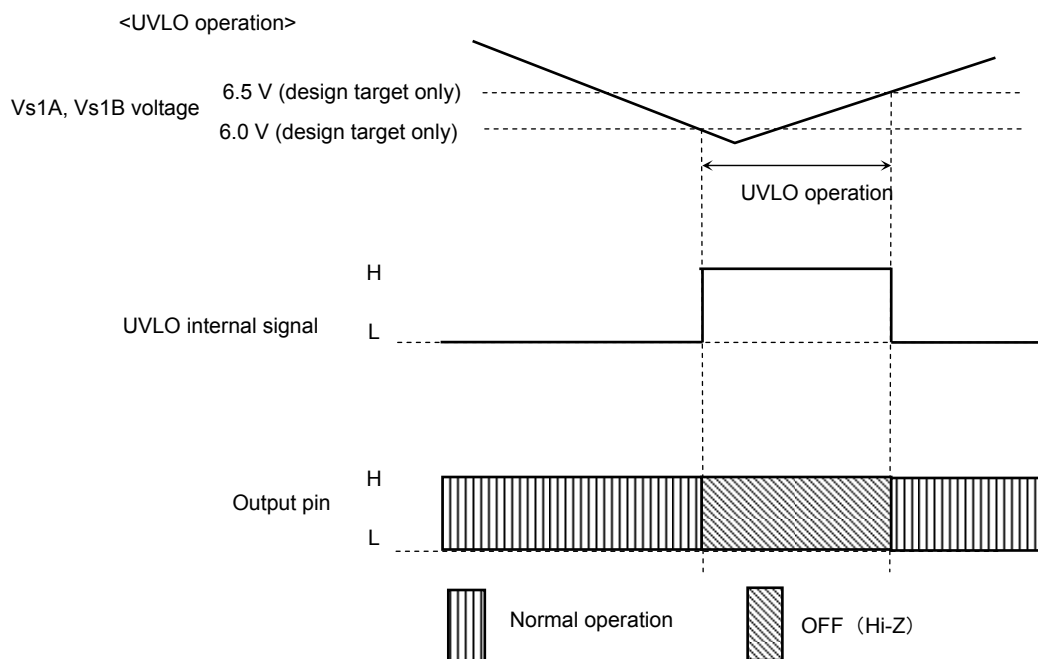 <UVLO operation>
Vs1A, Vs1B voltage
6.5 V (design target only)
6.0 V (design target only)
UVLO operation
H
UVLO internal signal
L
H
Output pin
L
Normal operation
OFF（Hi-Z）